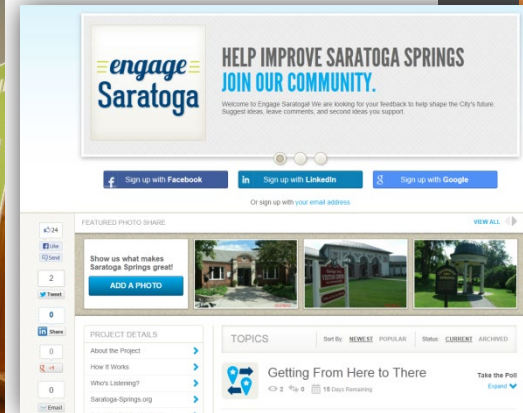 engage
Saratoga
HELP IMPROVE SARATOGA SPRINGS
JOIN OUR COMMUNITY.
Welcome to Engage Saratoga! We are looking for your feedback to help shape the City's future.
Suggest ideas, leave comments, and second ideas you support.
f Sign up with Facebook
in Sign up with LinkedIn
g Sign up with Google
Or sign up with your email address
24
Like
Send
2
Tweet
0
in Share
0
+1
0
Email
FEATURED PHOTO SHARE
VIEW ALL
Show us what makes
Saratoga Springs great!
ADD A PHOTO
PROJECT DETAILS
About the Project
How It Works
Who's Listening?
Saratoga-Springs.org
TOPICS
Sort By: NEWEST POPULAR Status: CURRENT ARCHIVED
Getting From Here to There
2 0 15 Days Remaining
Take the Poll
Expand